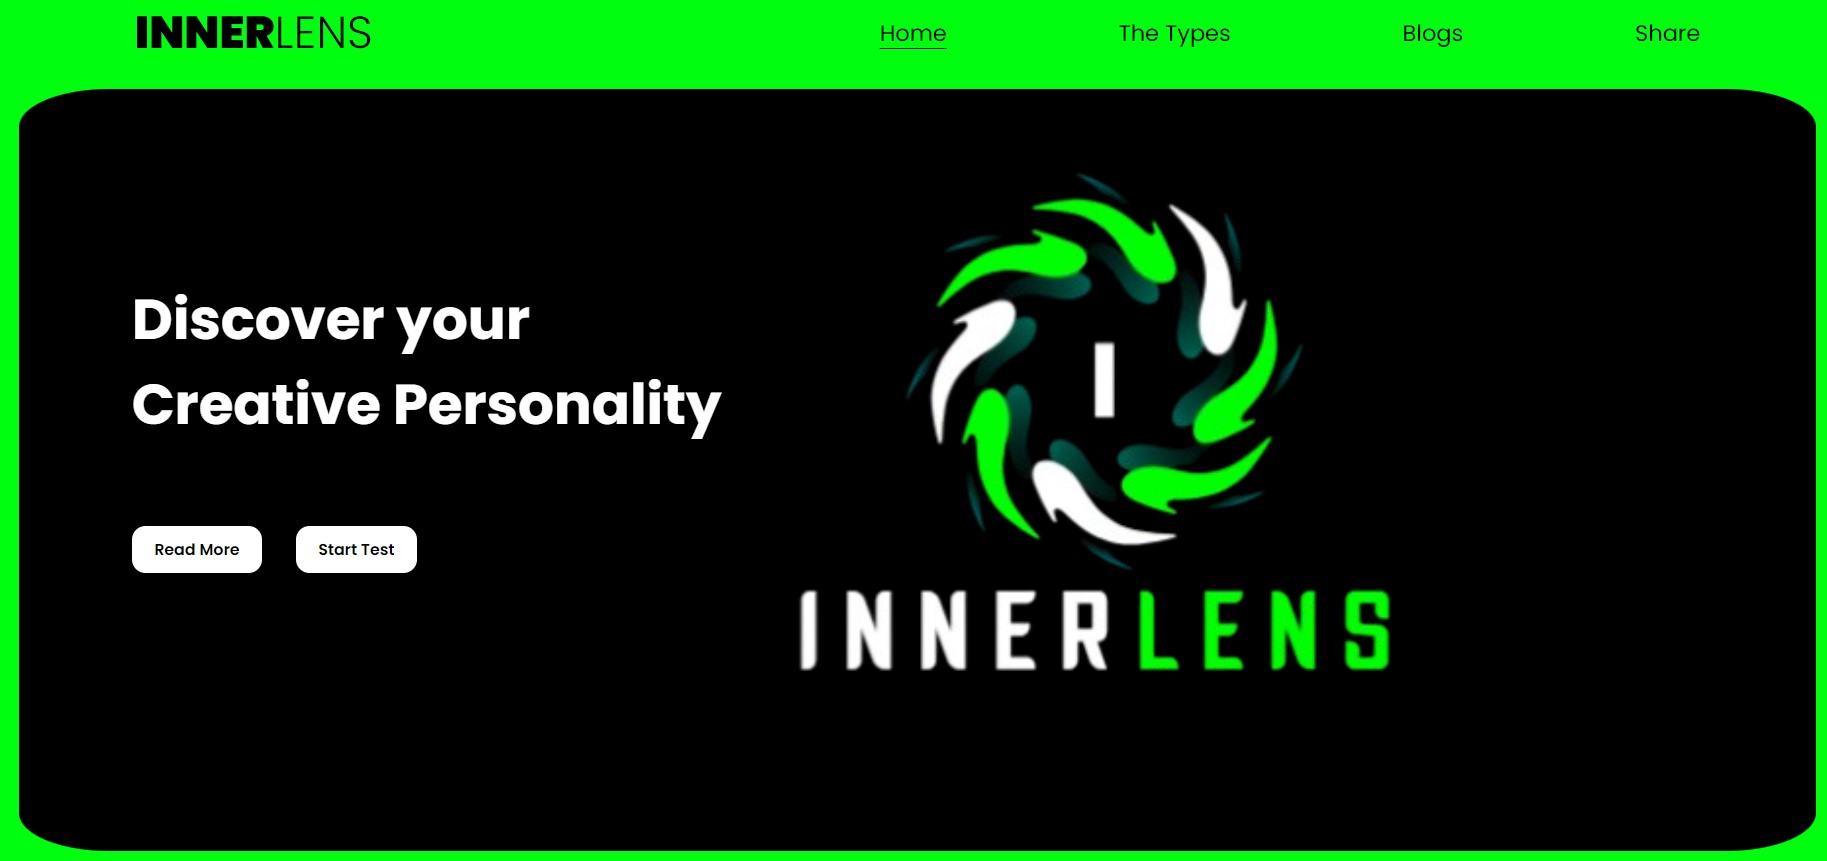 INNERLENS
Home
The Types
Blogs
Share
Discover your
Creative Personality
Read More
Start Test
I
INNERLENS